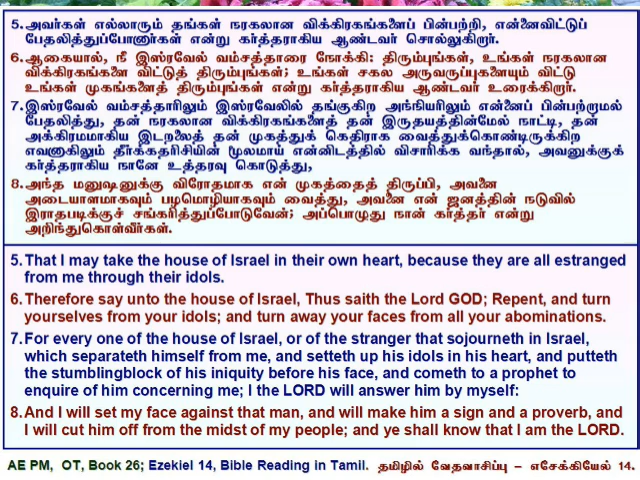 5. அவர்கள் எல்லாரும் தங்கள் நரகலான விக்கிரகங்களைப் பின்பற்றி, என்னைவிட்டுப்
பேதலித்துப்போனார்கள் என்று கர்த்தராகிய ஆண்டவர் சொல்லுகிறார்.
6. ஆகையால், நீ இஸ்ரவேல் வம்சத்தாரை நோக்கி: திரும்புங்கள், உங்கள் நரகலான
விக்கிரகங்களை விட்டுத் திரும்புங்கள்; உங்கள் சகல அருவருப்புகளையும் விட்டு
உங்கள் முகங்களைத் திருப்புங்கள் என்று கர்த்தராகிய ஆண்டவர் உரைக்கிறார்.
7. இஸ்ரவேல் வம்சத்தாரிலும் இஸ்ரவேலில் தங்குகிற அந்நியரிலும் என்னைப் பின்பற்றாமல்
பேதலித்து, தன் நரகலான விக்கிரகங்களைத் தன் இருதயத்தின்மேல் நாட்டி, தன்
அக்கிரமமாகிய இடறலைத் தன் முகத்துக் கெதிராக வைத்துக்கொண்டிருக்கிற
எவனாகிலும் தீர்க்கதரிசியின் மூலமாய் என்னிடத்தில் விசாரிக்க வந்தால், அவனுக்குக்
கர்த்தராகிய நானே உத்தரவு கொடுத்து,
8. அந்த மனுஷனுக்கு விரோதமாக என் முகத்தைத் திருப்பி, அவனை
அடையாளமாகவும் பழமொழியாகவும் வைத்து, அவனை என் ஜனத்தின் நடுவில்
இராதபடிக்குச் சங்கரித்துப்போடுவேன்; அப்பொழுது நான் கர்த்தர் என்று
அறிந்துகொள்வீர்கள்.
5. That I may take the house of Israel in their own heart, because they are all estranged
from me through their idols.
6. Therefore say unto the house of Israel, Thus saith the Lord GOD; Repent, and turn
yourselves from your idols; and turn away your faces from all your abominations.
7. For every one of the house of Israel, or of the stranger that sojourneth in Israel,
which separateth himself from me, and setteth up his idols in his heart, and putteth
the stumblingblock of his iniquity before his face, and cometh to a prophet to
enquire of him concerning me; I the LORD will answer him by myself:
8. And I will set my face against that man, and will make him a sign and a proverb, and
I will cut him off from the midst of my people; and ye shall know that I am the LORD.
AE PM, OT, Book 26; Ezekiel 14, Bible Reading in Tamil. தமிழில் வேதவாசிப்பு – எசேக்கியேல் 14.